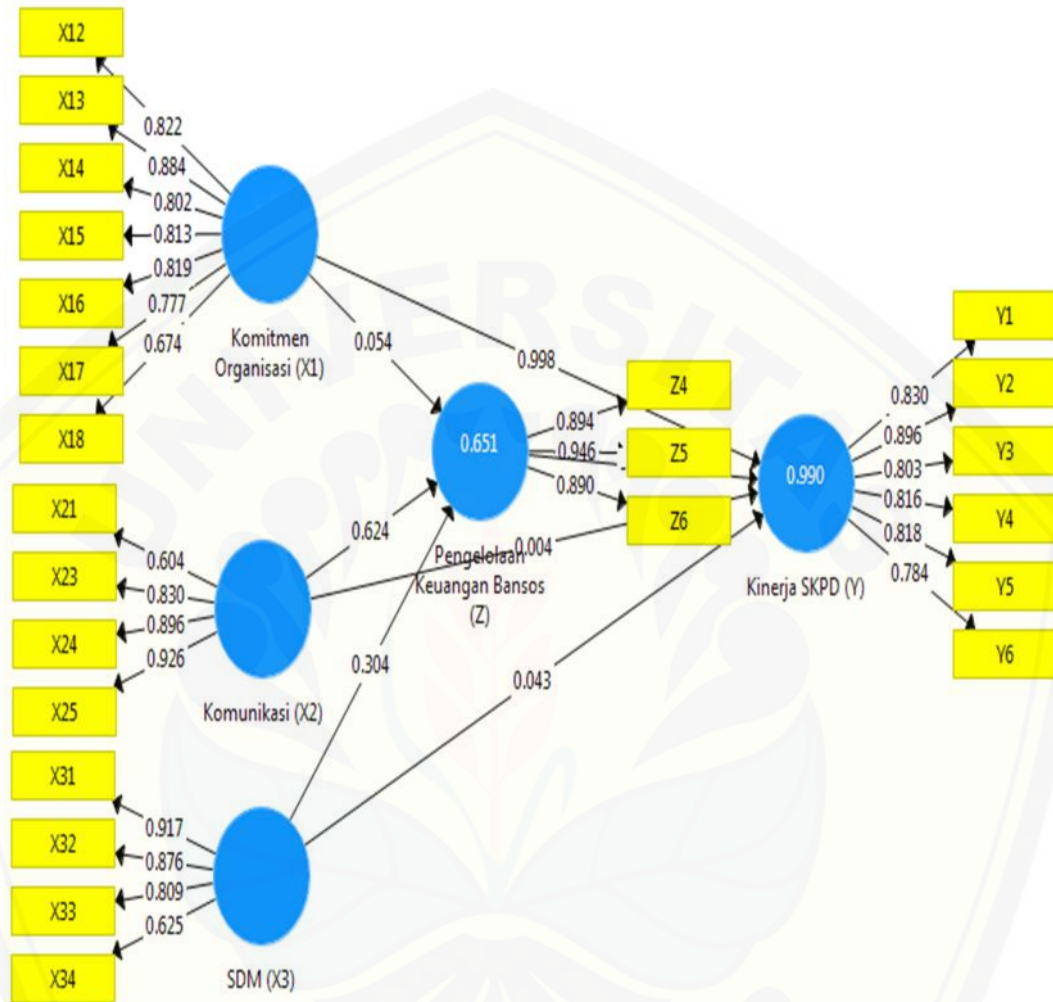 X12
X13
X14
X15
X16
X17
X18
0.822
0.884
0.802
0.813
0.819
0.777
0.674
Komitmen
Organisasi (X1)
0.054
0.998
X21
X23
X24
X25
0.604
0.830
0.896
0.926
Komunikasi (X2)
0.624
0.004
X31
X32
X33
X34
0.917
0.876
0.809
0.625
SDM (X3)
0.304
0.043
0.651
Pengelolaan
Keuangan Bansos
(Z)
0.894
0.946
0.890
Z4
Z5
Z6
0.990
Kinerja SKPD (Y)
0.830
0.896
0.803
0.816
0.818
0.784
Y1
Y2
Y3
Y4
Y5
Y6
UNIVERSITAS